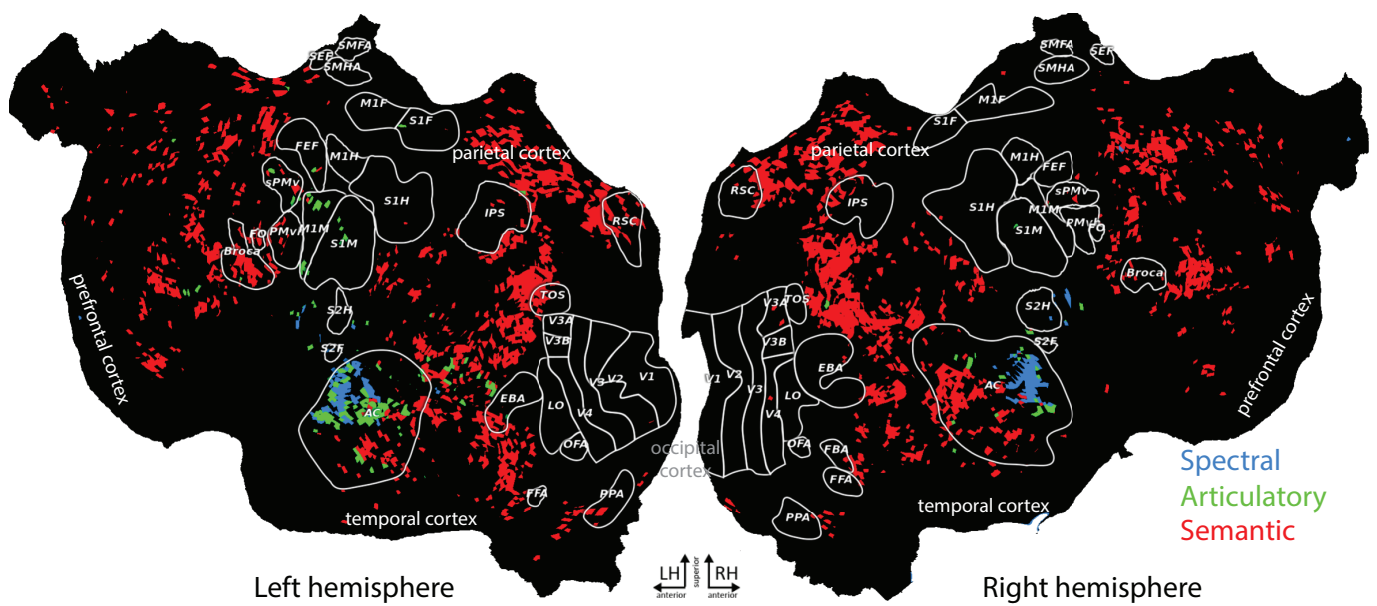 SMFA
SEF
SMHA
M1F
S1F
FEF
M1H
parietal cortex
sPMv
S1H
IPS
RSC
FO
PMvh
M1M
S1M
Broca
prefrontal cortex
S2H
TOS
V3A
S2F
V3B
V3
V2
V1
AC
EBA
LO
V4
OFA
occipital
cortex
FFA
PPA
temporal cortex
Left hemisphere
SMFA
SEF
SMHA
M1F
S1F
parietal cortex
M1H
FEF
RSC
IPS
S1H
sPMv
M1M
S1M
PMvh
FO
Broca
V3A
TOS
S2H
prefrontal cortex
V3B
S2F
V1
V2
V3
EBA
AC
LO
V4
OFA
FBA
FFA
PPA
temporal cortex
Spectral
Articulatory
Semantic
LH
superior
RH
anterior
anterior
Right hemisphere